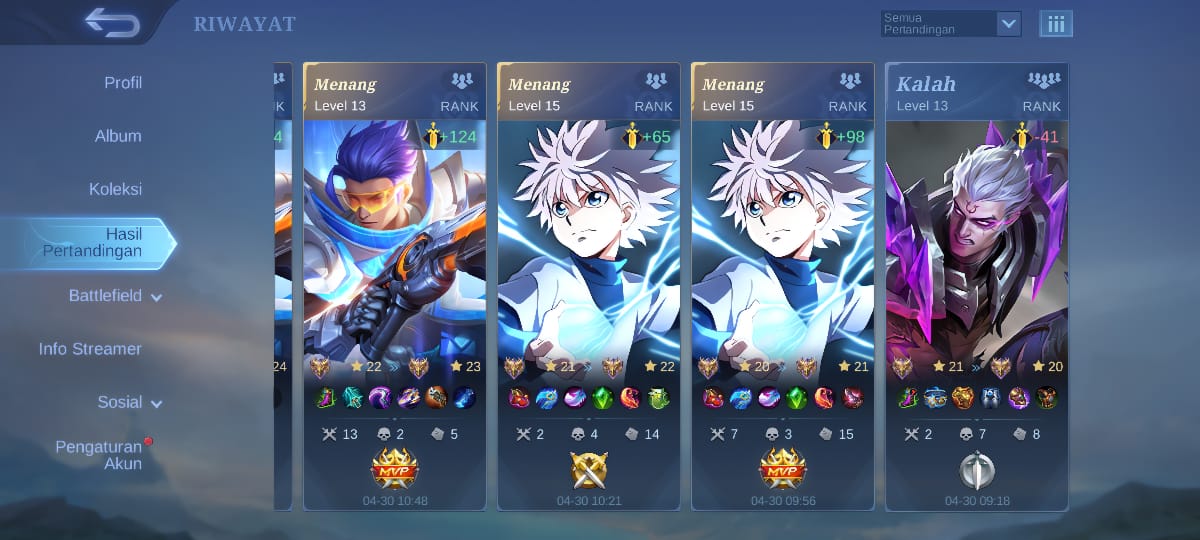 RIWAYAT
Semua
Pertandingan
Profil
Album
Koleksi
Hasil
Pertandingan
Battlefield
Info Streamer
Sosial
Pengaturan
Akun
K
4
24
Menang
Level 13
RANK
+124
22
23
13
2
5
MVP
04-30 10:48
Menang
Level 15
RANK
+65
21
22
2
4
14
04-30 10:21
Menang
Level 15
RANK
+98
20
21
7
3
15
MVP
04-30 09:56
Kalah
Level 13
RANK
-41
21
20
2
7
8
04-30 09:18